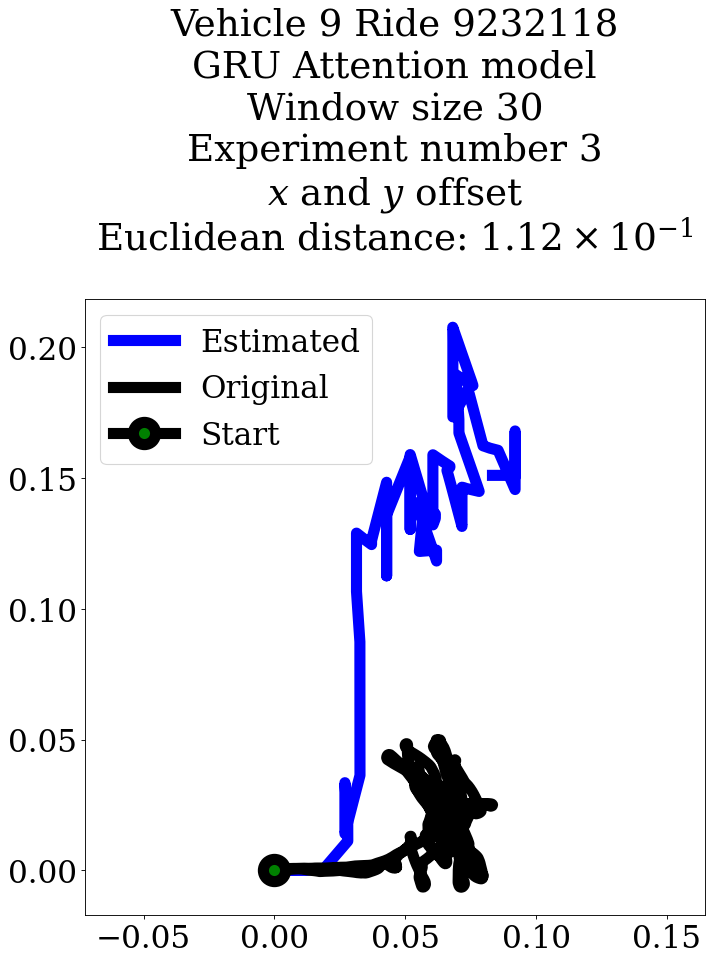 Vehicle 9 Ride 9232118
GRU Attention model
Window size 30
Experiment number 3
x and y offset
Euclidean distance: 1.12 × 10⁻¹
Estimated
Original
Start
0.20
0.15
0.10
0.05
0.00
−0.05 0.00 0.05 0.10 0.15